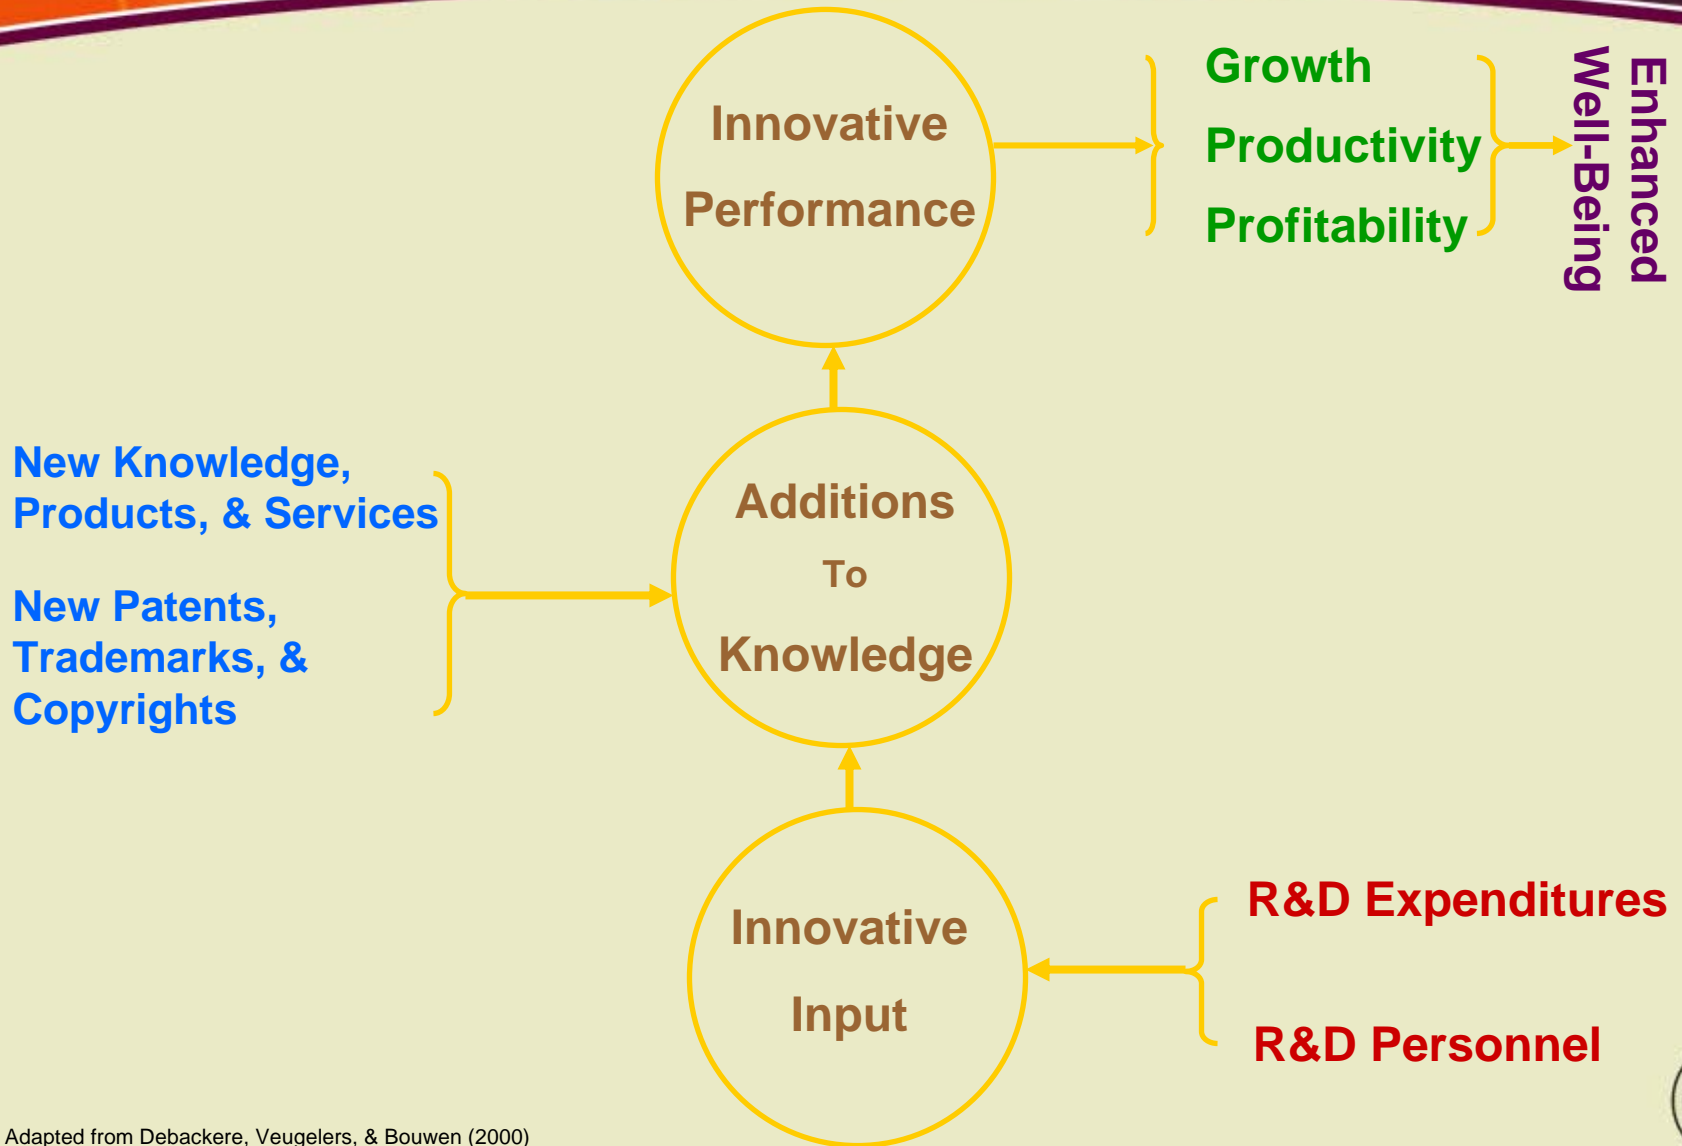 Innovative
Performance
Growth
Productivity
Profitability
Enhanced
Well-Being
New Knowledge,
Products, & Services
New Patents,
Trademarks, &
Copyrights
Additions
To
Knowledge
Innovative
Input
R&D Expenditures
R&D Personnel
Adapted from Debackere, Veugelers, & Bouwen (2000)